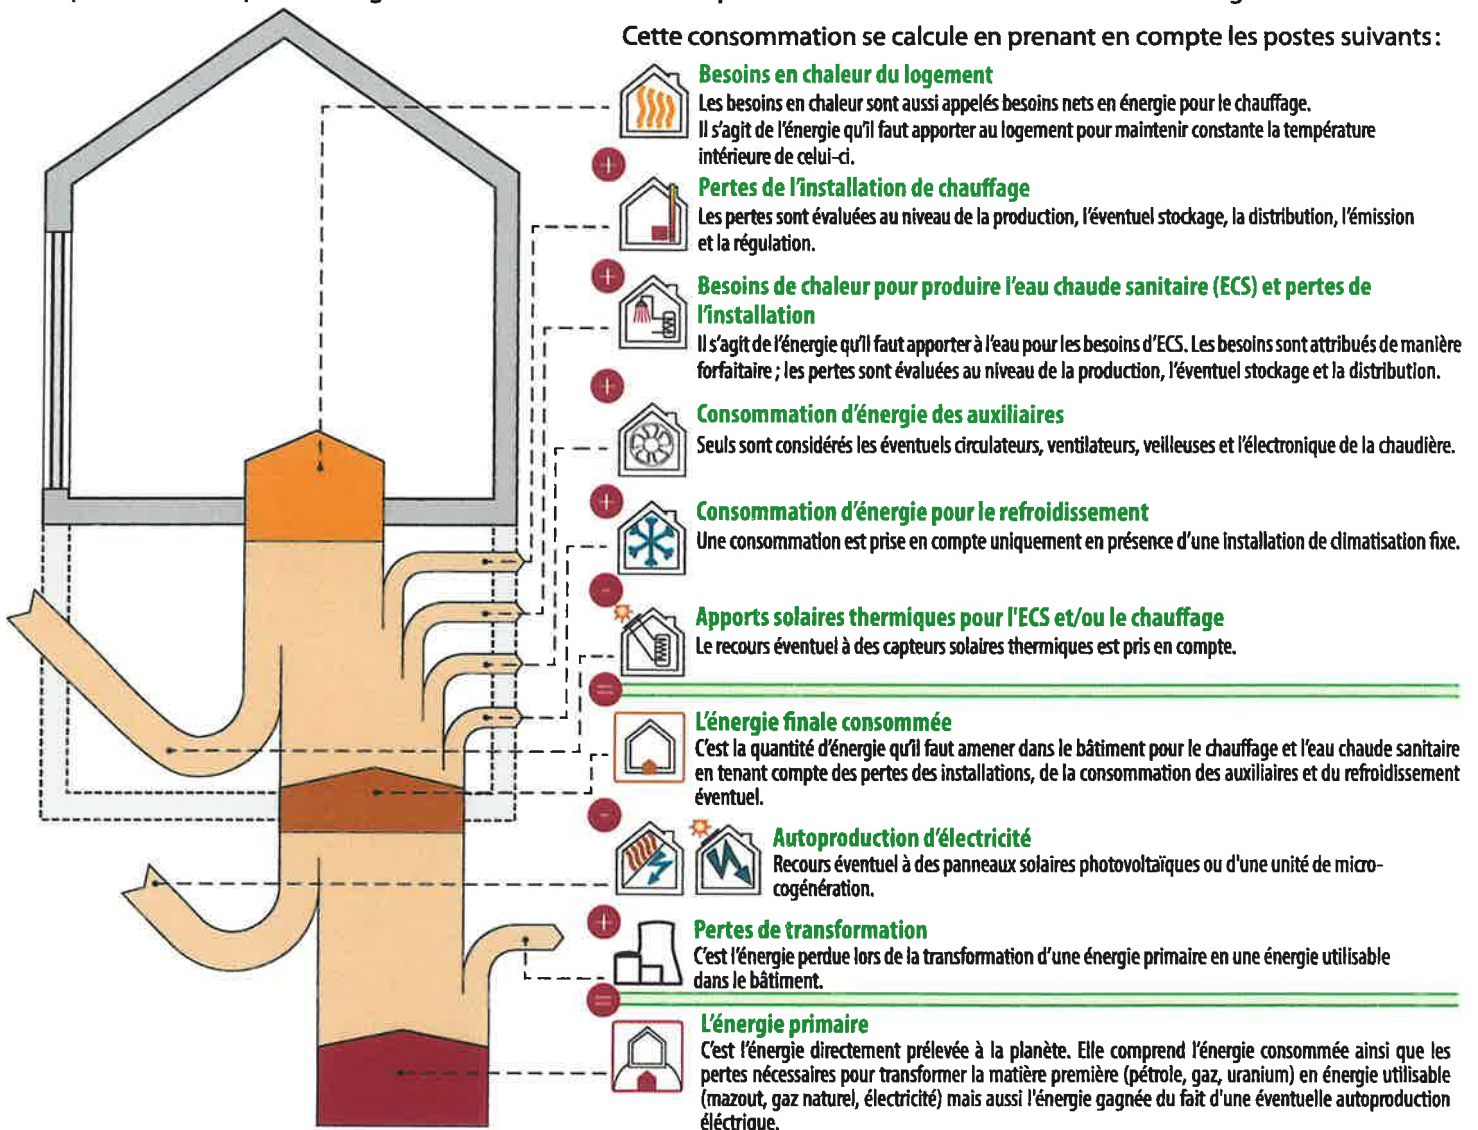 Cette consommation se calcule en prenant en compte les postes suivants :
Besoins en chaleur du logement
Les besoins en chaleur sont aussi appelés besoins nets en énergie pour le chauffage.
Il s'agit de l'énergie qu'il faut apporter au logement pour maintenir constante la température
intérieure de celui-ci.
+
Pertes de l'installation de chauffage
Les pertes sont évaluées au niveau de la production, l'éventuel stockage, la distribution, l'émission
et la régulation.
+
Besoins de chaleur pour produire l'eau chaude sanitaire (ECS) et pertes de
l'installation
Il s'agit de l'énergie qu'il faut apporter à l'eau pour les besoins d'ECS. Les besoins sont attribués de manière
forfaitaire ; les pertes sont évaluées au niveau de la production, l'éventuel stockage et la distribution.
+
Consommation d'énergie des auxiliaires
Seuls sont considérés les éventuels circulateurs, ventilateurs, veilleuses et l'électronique de la chaudière.
+
Consommation d'énergie pour le refroidissement
Une consommation est prise en compte uniquement en présence d'une installation de climatisation fixe.
-
Apports solaires thermiques pour l'ECS et/ou le chauffage
Le recours éventuel à des capteurs solaires thermiques est pris en compte.
=
L'énergie finale consommée
C'est la quantité d'énergie qu'il faut amener dans le bâtiment pour le chauffage et l'eau chaude sanitaire
en tenant compte des pertes des installations, de la consommation des auxiliaires et du refroidissement
éventuel.
-
Autoproduction d'électricité
Recours éventuel à des panneaux solaires photovoltaïques ou d'une unité de micro-
cogénération.
+
Pertes de transformation
C'est l'énergie perdue lors de la transformation d'une énergie primaire en une énergie utilisable
dans le bâtiment.
=
L'énergie primaire
C'est l'énergie directement prélevée à la planète. Elle comprend l'énergie consommée ainsi que les
pertes nécessaires pour transformer la matière première (pétrole, gaz, uranium) en énergie utilisable
(mazout, gaz naturel, électricité) mais aussi l'énergie gagnée du fait d'une éventuelle autoproduction
éléctrique.